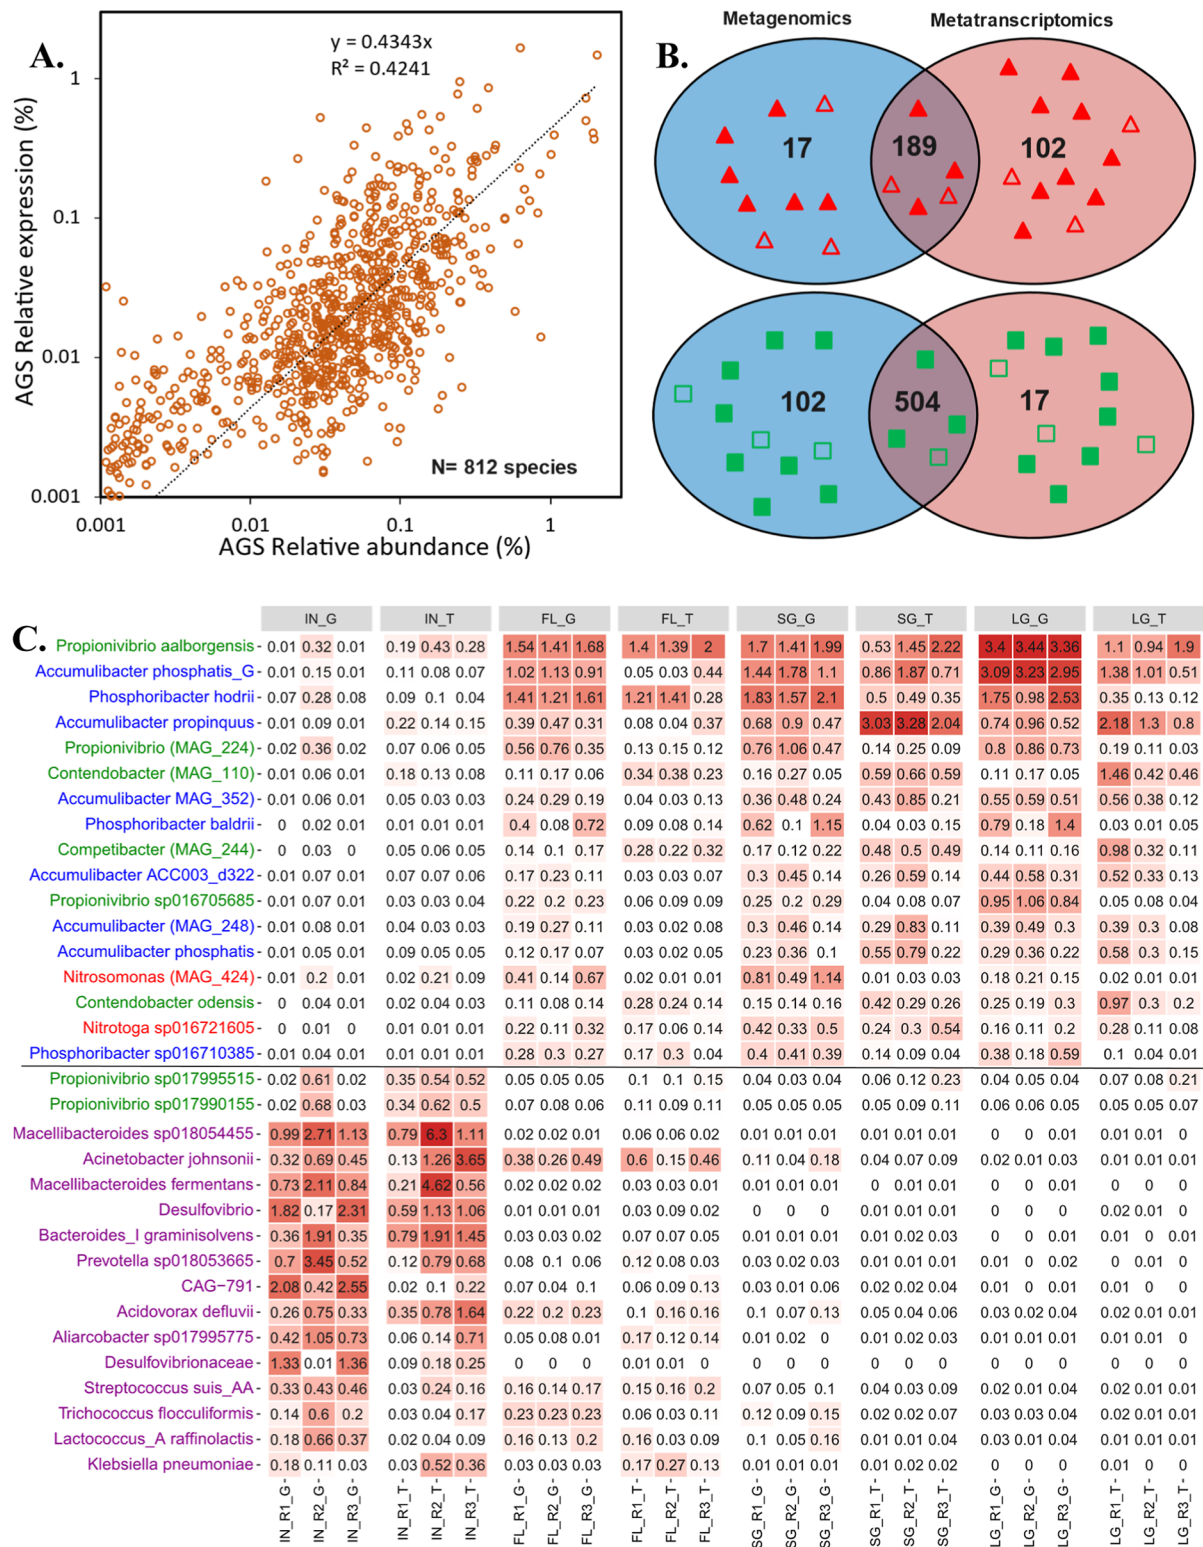 A.
y = 0.4343x
R² = 0.4241
AGS Relative expression (%)
1
0.1
0.01
0.001
N= 812 species
0.001 0.01 0.1 1
AGS Relative abundance (%)
B.
Metagenomics Metatranscriptomics
17 189 102
102 504 17
C.
IN_G IN_T FL_G FL_T SG_G SG_T LG_G LG_T
Propionivibrio aalborgensis 0.01 0.32 0.01 0.19 0.43 0.28 1.54 1.41 1.68 1.4 1.39 2 1.7 1.41 1.99 0.53 1.45 2.22 3.4 3.44 3.36 1.1 0.94 1.9
Accumulibacter phosphatis_G 0.01 0.15 0.01 0.11 0.08 0.07 1.02 1.13 0.91 0.05 0.03 0.44 1.44 1.78 1.1 0.86 1.87 0.71 3.09 3.23 2.95 1.38 1.01 0.51
Phosphoribacter hodrii 0.07 0.28 0.08 0.09 0.1 0.04 1.41 1.21 1.61 1.21 1.41 0.28 1.83 1.57 2.1 0.5 0.49 0.35 1.75 0.98 2.53 0.35 0.13 0.12
Accumulibacter propinquus 0.01 0.09 0.01 0.22 0.14 0.15 0.39 0.47 0.31 0.08 0.04 0.37 0.68 0.9 0.47 3.03 3.28 2.04 0.74 0.96 0.52 2.18 1.3 0.8
Propionivibrio (MAG_224) 0.02 0.36 0.02 0.07 0.06 0.05 0.56 0.76 0.35 0.13 0.15 0.12 0.76 1.06 0.47 0.14 0.25 0.09 0.8 0.86 0.73 0.19 0.11 0.03
Contendobacter (MAG_110) 0.01 0.06 0.01 0.18 0.13 0.08 0.11 0.17 0.06 0.34 0.38 0.23 0.16 0.27 0.05 0.59 0.66 0.59 0.11 0.17 0.05 1.46 0.42 0.46
Accumulibacter MAG_352) 0.01 0.06 0.01 0.05 0.03 0.03 0.24 0.29 0.19 0.04 0.03 0.13 0.36 0.48 0.24 0.43 0.85 0.21 0.55 0.59 0.51 0.56 0.38 0.12
Phosphoribacter baldrii 0 0.02 0.01 0.01 0.01 0.01 0.4 0.08 0.72 0.09 0.08 0.14 0.62 0.1 1.15 0.04 0.03 0.15 0.79 0.18 1.4 0.03 0.01 0.05
Competibacter (MAG_244) 0 0.03 0 0.05 0.06 0.05 0.14 0.1 0.17 0.28 0.22 0.32 0.17 0.12 0.22 0.48 0.5 0.49 0.14 0.11 0.16 0.98 0.32 0.11
Accumulibacter ACC003_d322 0.01 0.07 0.01 0.01 0.07 0.01 0.17 0.23 0.11 0.03 0.03 0.07 0.3 0.45 0.14 0.26 0.59 0.14 0.44 0.58 0.31 0.52 0.33 0.13
Propionivibrio sp016705685 0.01 0.07 0.01 0.03 0.03 0.04 0.22 0.2 0.23 0.06 0.09 0.09 0.25 0.2 0.29 0.04 0.08 0.07 0.95 1.06 0.84 0.05 0.08 0.04
Accumulibacter (MAG_248) 0.01 0.08 0.01 0.04 0.03 0.03 0.19 0.27 0.11 0.03 0.02 0.08 0.3 0.46 0.14 0.29 0.83 0.11 0.39 0.49 0.3 0.39 0.3 0.08
Accumulibacter phosphatis 0.01 0.05 0.01 0.09 0.05 0.05 0.12 0.17 0.07 0.03 0.02 0.05 0.23 0.36 0.1 0.55 0.79 0.22 0.29 0.36 0.22 0.58 0.3 0.15
Nitrosomonas (MAG_424) 0.01 0.2 0.01 0.02 0.21 0.09 0.41 0.14 0.67 0.02 0.01 0.01 0.81 0.49 1.14 0.01 0.03 0.03 0.18 0.21 0.15 0.02 0.01 0.01
Contendobacter odensis 0 0.04 0.01 0.02 0.04 0.03 0.11 0.08 0.14 0.28 0.24 0.14 0.15 0.14 0.16 0.42 0.29 0.26 0.25 0.19 0.3 0.97 0.3 0.2
Nitrotoga sp016721605 0 0.01 0 0.01 0.01 0.01 0.22 0.11 0.32 0.17 0.06 0.14 0.42 0.33 0.5 0.24 0.3 0.54 0.16 0.11 0.2 0.28 0.11 0.08
Phosphoribacter sp016710385 0.01 0.04 0.01 0.01 0.01 0.01 0.28 0.3 0.27 0.17 0.3 0.04 0.4 0.41 0.39 0.14 0.09 0.04 0.38 0.18 0.59 0.1 0.04 0.01
Propionivibrio sp017995515 0.02 0.61 0.02 0.35 0.54 0.52 0.05 0.05 0.05 0.1 0.1 0.15 0.04 0.03 0.04 0.06 0.12 0.23 0.04 0.05 0.04 0.07 0.08 0.21
Propionivibrio sp017990155 0.02 0.68 0.03 0.34 0.62 0.5 0.07 0.08 0.06 0.11 0.09 0.11 0.05 0.05 0.05 0.05 0.09 0.11 0.06 0.06 0.05 0.05 0.05 0.07
Macellibacteroides sp018054455 0.99 2.71 1.13 0.79 6.3 1.11 0.02 0.02 0.01 0.06 0.06 0.02 0.01 0.01 0.01 0.01 0.01 0.01 0 0 0.01 0.01 0.01 0
Acinetobacter johnsonii 0.32 0.69 0.45 0.13 1.26 3.65 0.38 0.26 0.49 0.6 0.15 0.46 0.11 0.04 0.18 0.04 0.07 0.09 0.02 0.01 0.03 0.01 0.01 0.01
Macellibacteroides fermentans 0.73 2.11 0.84 0.21 4.62 0.56 0.02 0.02 0.02 0.03 0.03 0.01 0.01 0.01 0.01 0 0.01 0.01 0 0 0.01 0 0 0
Desulfovibrio 1.82 0.17 2.31 0.59 1.13 1.06 0.01 0.01 0.01 0.03 0.09 0.02 0 0 0 0.01 0.01 0.01 0 0 0 0.02 0.01 0
Bacteroides_I graminisolvens 0.36 1.91 0.35 0.79 1.91 1.45 0.03 0.03 0.02 0.07 0.07 0.05 0.01 0.01 0.01 0.01 0.02 0.03 0 0 0.01 0.01 0 0.01
Prevotella sp018053665 0.7 3.45 0.52 0.12 0.79 0.68 0.08 0.1 0.06 0.12 0.08 0.03 0.03 0.02 0.03 0.01 0.01 0.01 0.01 0 0.02 0 0.01 0
CAG−791 2.08 0.42 2.55 0.02 0.1 0.22 0.07 0.04 0.1 0.06 0.09 0.13 0.03 0.01 0.06 0.02 0.02 0.04 0.01 0 0.01 0.01 0 0
Acidovorax defluvii 0.26 0.75 0.33 0.35 0.78 1.64 0.22 0.2 0.23 0.1 0.16 0.16 0.1 0.07 0.13 0.05 0.04 0.06 0.03 0.02 0.04 0.02 0.01 0.01
Aliarcobacter sp017995775 0.42 1.05 0.73 0.06 0.14 0.71 0.05 0.08 0.01 0.17 0.12 0.14 0.01 0.02 0 0.01 0.02 0.03 0.01 0.01 0.01 0.01 0.01 0
Desulfovibrionaceae 1.33 0.01 1.36 0.09 0.18 0.25 0 0 0 0.01 0.01 0 0 0 0 0 0 0 0 0 0 0 0 0
Streptococcus suis_AA 0.33 0.43 0.46 0.03 0.24 0.16 0.16 0.14 0.17 0.15 0.16 0.2 0.07 0.05 0.1 0.04 0.03 0.09 0.02 0.01 0.04 0.02 0.01 0.01
Trichococcus flocculiformis 0.14 0.6 0.2 0.03 0.04 0.17 0.23 0.23 0.23 0.06 0.03 0.11 0.12 0.09 0.15 0.02 0.02 0.07 0.03 0.03 0.04 0.02 0.01 0.01
Lactococcus_A raffinolactis 0.18 0.66 0.37 0.02 0.04 0.09 0.16 0.13 0.2 0.16 0.03 0.09 0.1 0.05 0.16 0.01 0.01 0.04 0.03 0.01 0.04 0.01 0.01 0.01
Klebsiella pneumoniae 0.18 0.11 0.03 0.03 0.52 0.36 0.03 0.03 0.03 0.17 0.27 0.13 0.01 0.01 0.01 0.01 0.02 0.02 0 0 0 0.01 0 0
IN_R1_G IN_R2_G IN_R3_G IN_R1_T IN_R2_T IN_R3_T FL_R1_G FL_R2_G FL_R3_G FL_R1_T FL_R2_T FL_R3_T SG_R1_G SG_R2_G SG_R3_G SG_R1_T SG_R2_T SG_R3_T LG_R1_G LG_R2_G LG_R3_G LG_R1_T LG_R2_T LG_R3_T